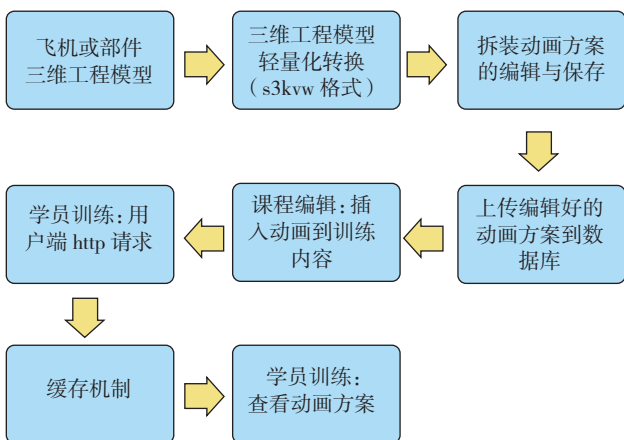 飞机或部件
三维工程模型
三维工程模型
轻量化转换
（s3kvw 格式）
拆装动画方案
的编辑与保存
上传编辑好的
动画方案到数
据库
课程编辑：插
入动画到训练
内容
学员训练：用
户端 http 请求
缓存机制
学员训练：
查看动画方案